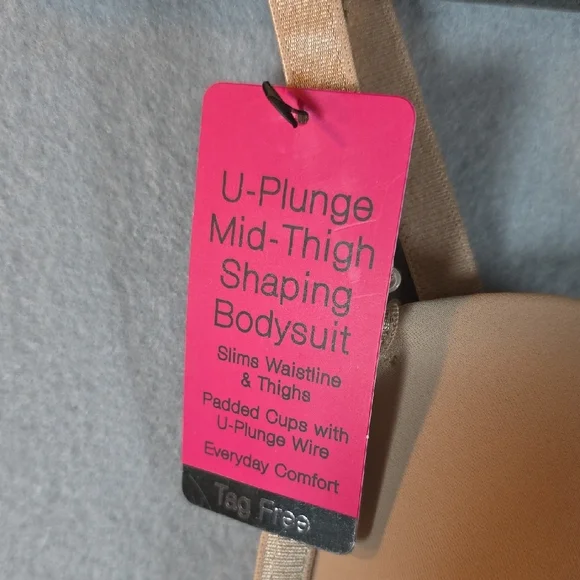 U-Plunge
Mid-Thigh
Shaping
Bodysuit
Slims Waistline
& Thighs
Padded Cups with
U-Plunge Wire
Everyday Comfort
Tag Free